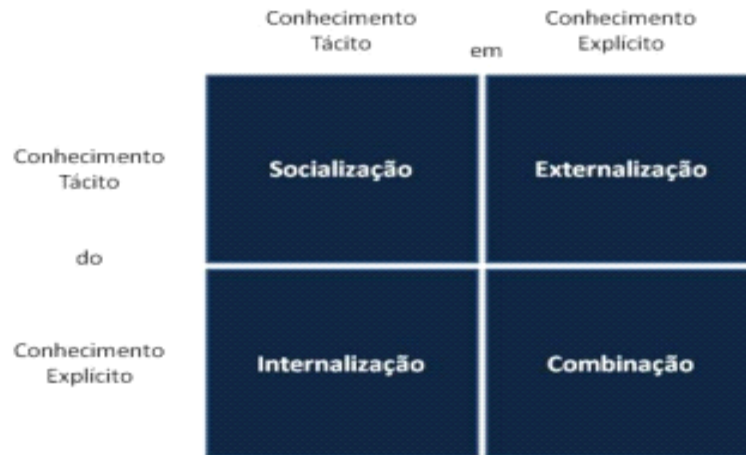 Conhecimento
Tácito
em
Conhecimento
Explícito
Conhecimento
Tácito
Socialização
Externalização
do
Conhecimento
Explícito
Internalização
Combinação